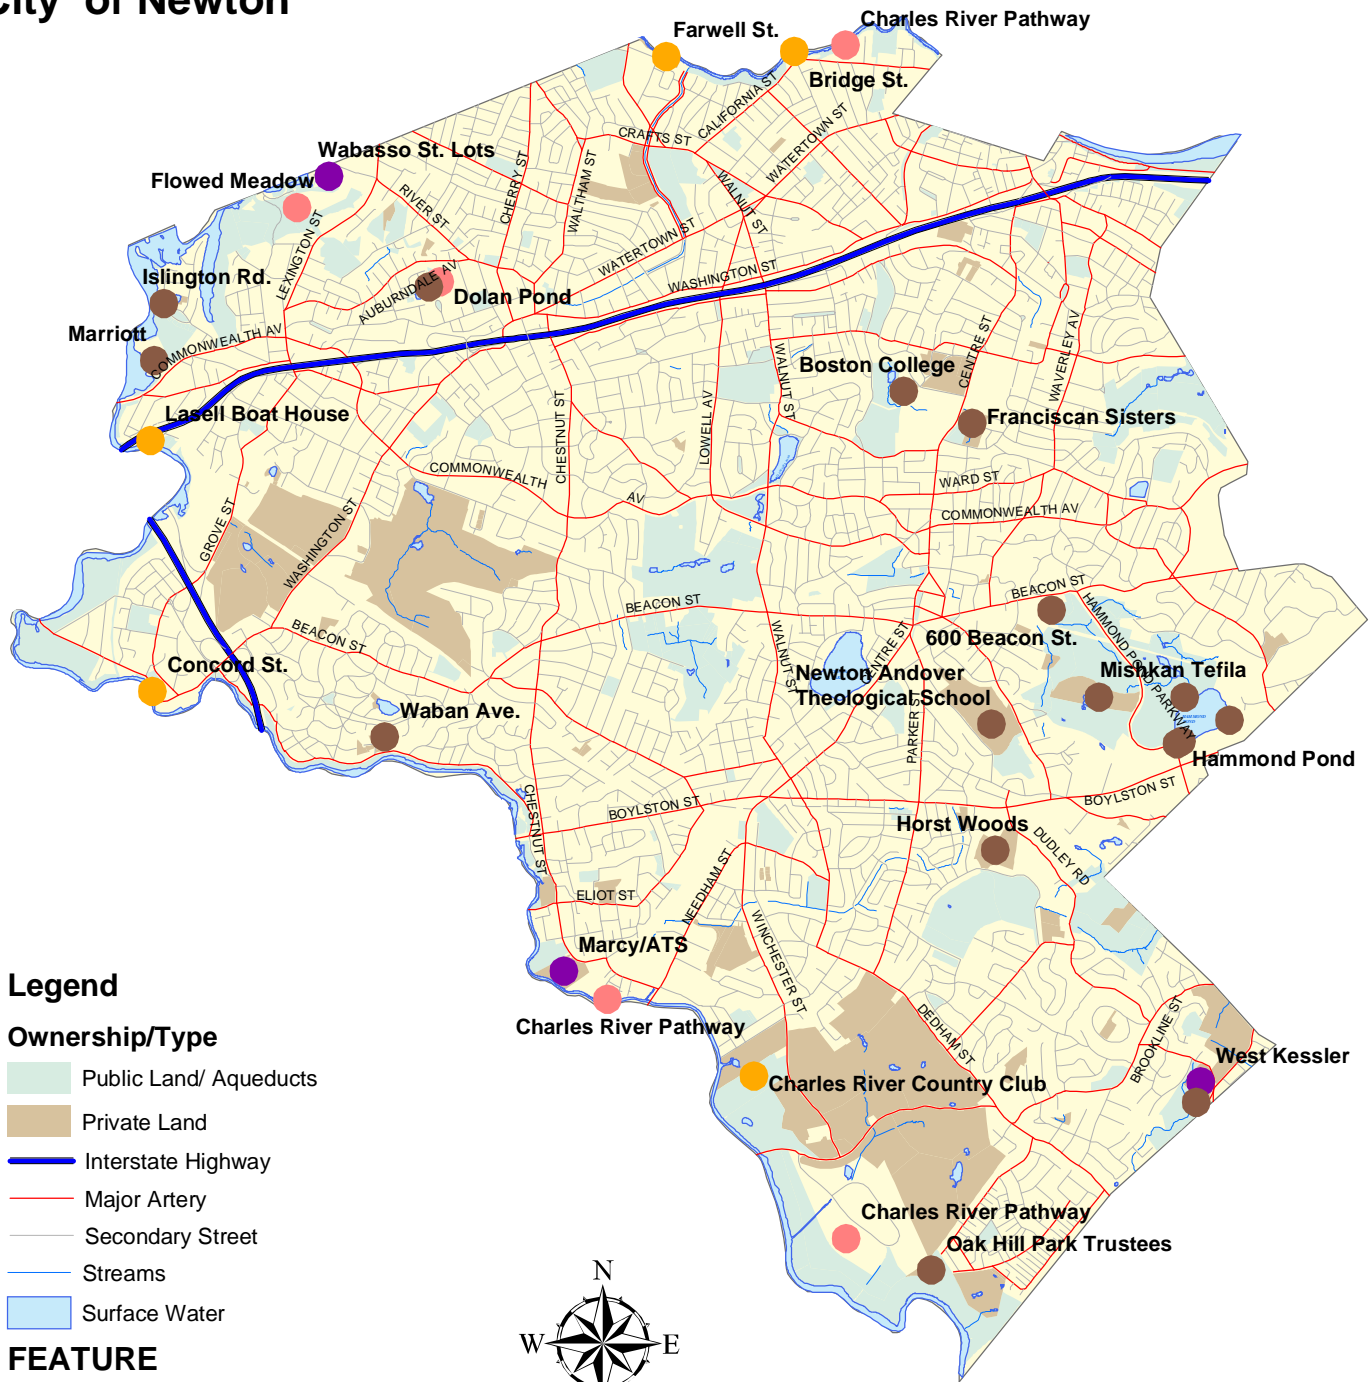 City of Newton
Farwell St.
Charles River Pathway
Bridge St.
CALIFORNIA ST
CRAFTS ST
WATERTOWN ST
Wabasso St. Lots
Flowed Meadow
CHERRY ST
WALTHAM ST
WALNUT ST
RIVER ST
LEXINGTON ST
WATERTOWN ST
WASHINGTON ST
Islington Rd.
AUBURNDALE AV
Dolan Pond
Marriott
COMMONWEALTH AV
CENTRE ST
WAVERLEY AV
WALNUT ST
Boston College
Lasell Boat House
CHESTNUT ST
LOWELL AV
Franciscan Sisters
COMMONWEALTH
AV
WARD ST
COMMONWEALTH AV
GROVE ST
WASHINGTON ST
BEACON ST
BEACON ST
HAMMOND POND PARKWAY
BEACON ST
WALNUT ST
CENTRE ST
600 Beacon St.
Concord St.
Newton Andover
Theological School
Mishkan Tefila
PARKER ST
Waban Ave.
Hammond Pond
CHESTNUT ST
BOYLSTON ST
BOYLSTON ST
Horst Woods
DUDLEY RD
ELIOT ST
NEEDHAM ST
WINCHESTER ST
Marcy/ATS
Charles River Pathway
DEDHAM ST
BROOKLINE ST
West Kessler
Charles River Country Club
Charles River Pathway
Oak Hill Park Trustees
Legend
Ownership/Type
Public Land/ Aqueducts
Private Land
Interstate Highway
Major Artery
Secondary Street
Streams
Surface Water
FEATURE
N
W
E